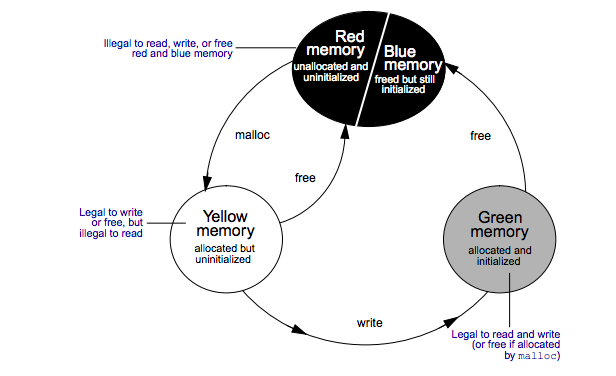 Red
memory
unallocated and
uninitialized
Blue
memory
freed but still
initialized
Illegal to read, write, or free
red and blue memory
malloc
free
free
Legal to write
or free, but
illegal to read
Yellow
memory
allocated but
uninitialized
Green
memory
allocated and
initialized
write
Legal to read and write
(or free if allocated
by malloc)